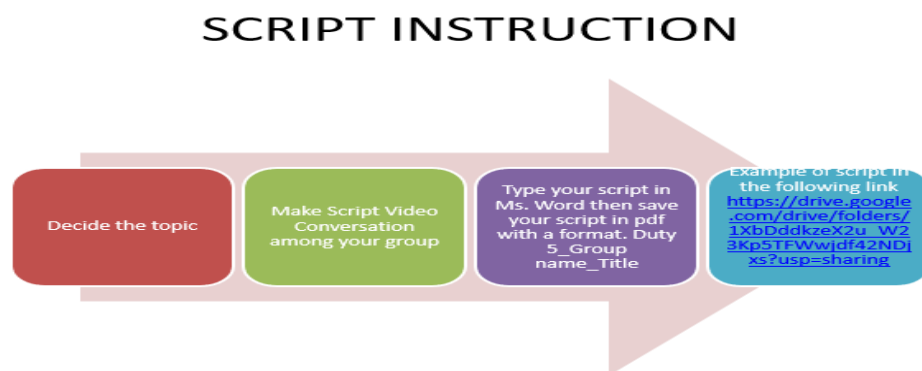 SCRIPT INSTRUCTION
Decide the topic
Make Script Video
Conversation
among your group
Type your script in
Ms. Word then save
your script in pdf
with a format. Duty
5_Group
name_Title
Example of script in
the following link
https://drive.google
.com/drive/folders/
1XbDddkzeX2u_W2
3Kp5TFWwjdf42NDj
xs?usp=sharing